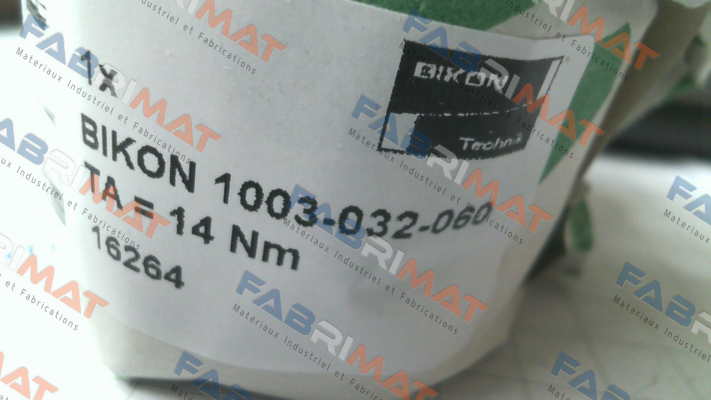 BIKON
Technik
1X
BIKON 1003-032-060
TA = 14 Nm
16264
FABRIMAT
Materiaux Industriel et Fabrications